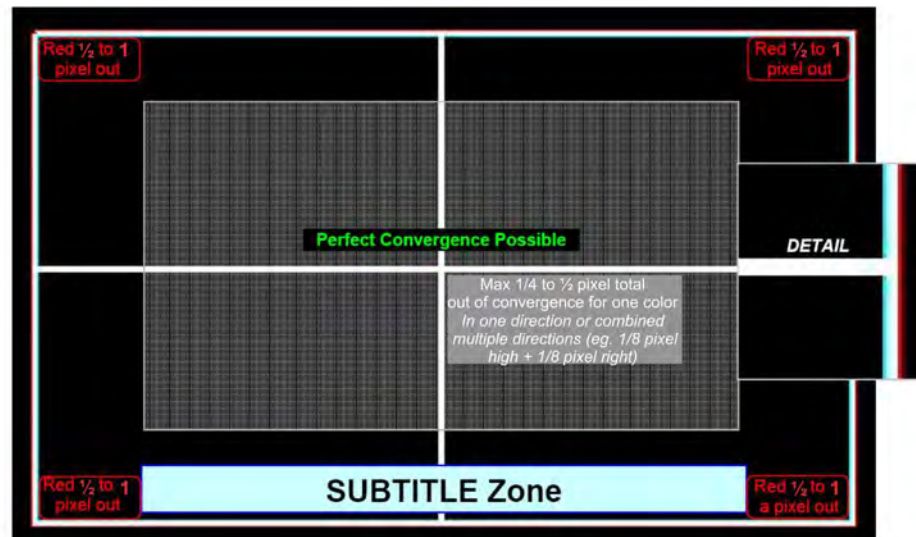 Red ½ to 1
pixel out
Red ½ to 1
pixel out
Perfect Convergence Possible
DETAIL
Max 1/4 to ½ pixel total
out of convergence for one color
In one direction or combined
multiple directions (eg. 1/8 pixel
high + 1/8 pixel right)
Red ½ to 1
pixel out
SUBTITLE Zone
Red ½ to 1
a pixel out